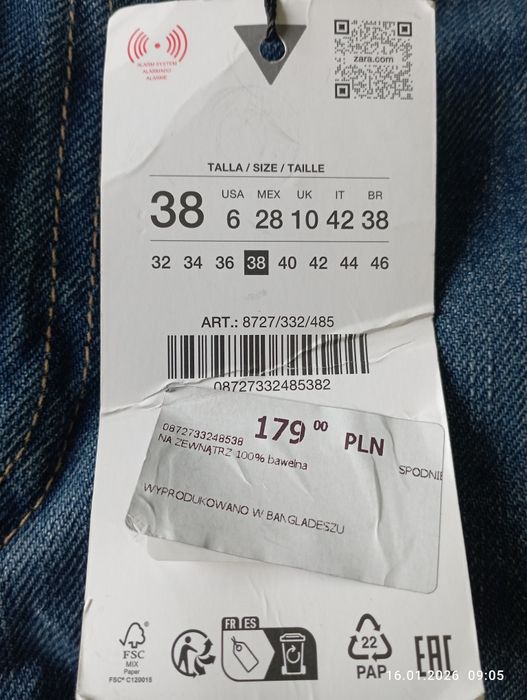 ALARM SYSTEM
ALARMANO
ALARME
zara.com
TALLA / SIZE / TAILLE
38 USA 6 MEX 28 UK 10 IT 42 BR 38
32 34 36 38 40 42 44 46
ART.: 8727/332/485
08727332485382
0872733248538 179 00 PLN
NA ZEWNĄTRZ 100% bawełna
SPODNIE
WYPRODUKOWANO W BANGLADESZU
FSC
MIX
Paper
FSC® C120015
FR ES
22
PAP
EAC
16.01.2026 09:05